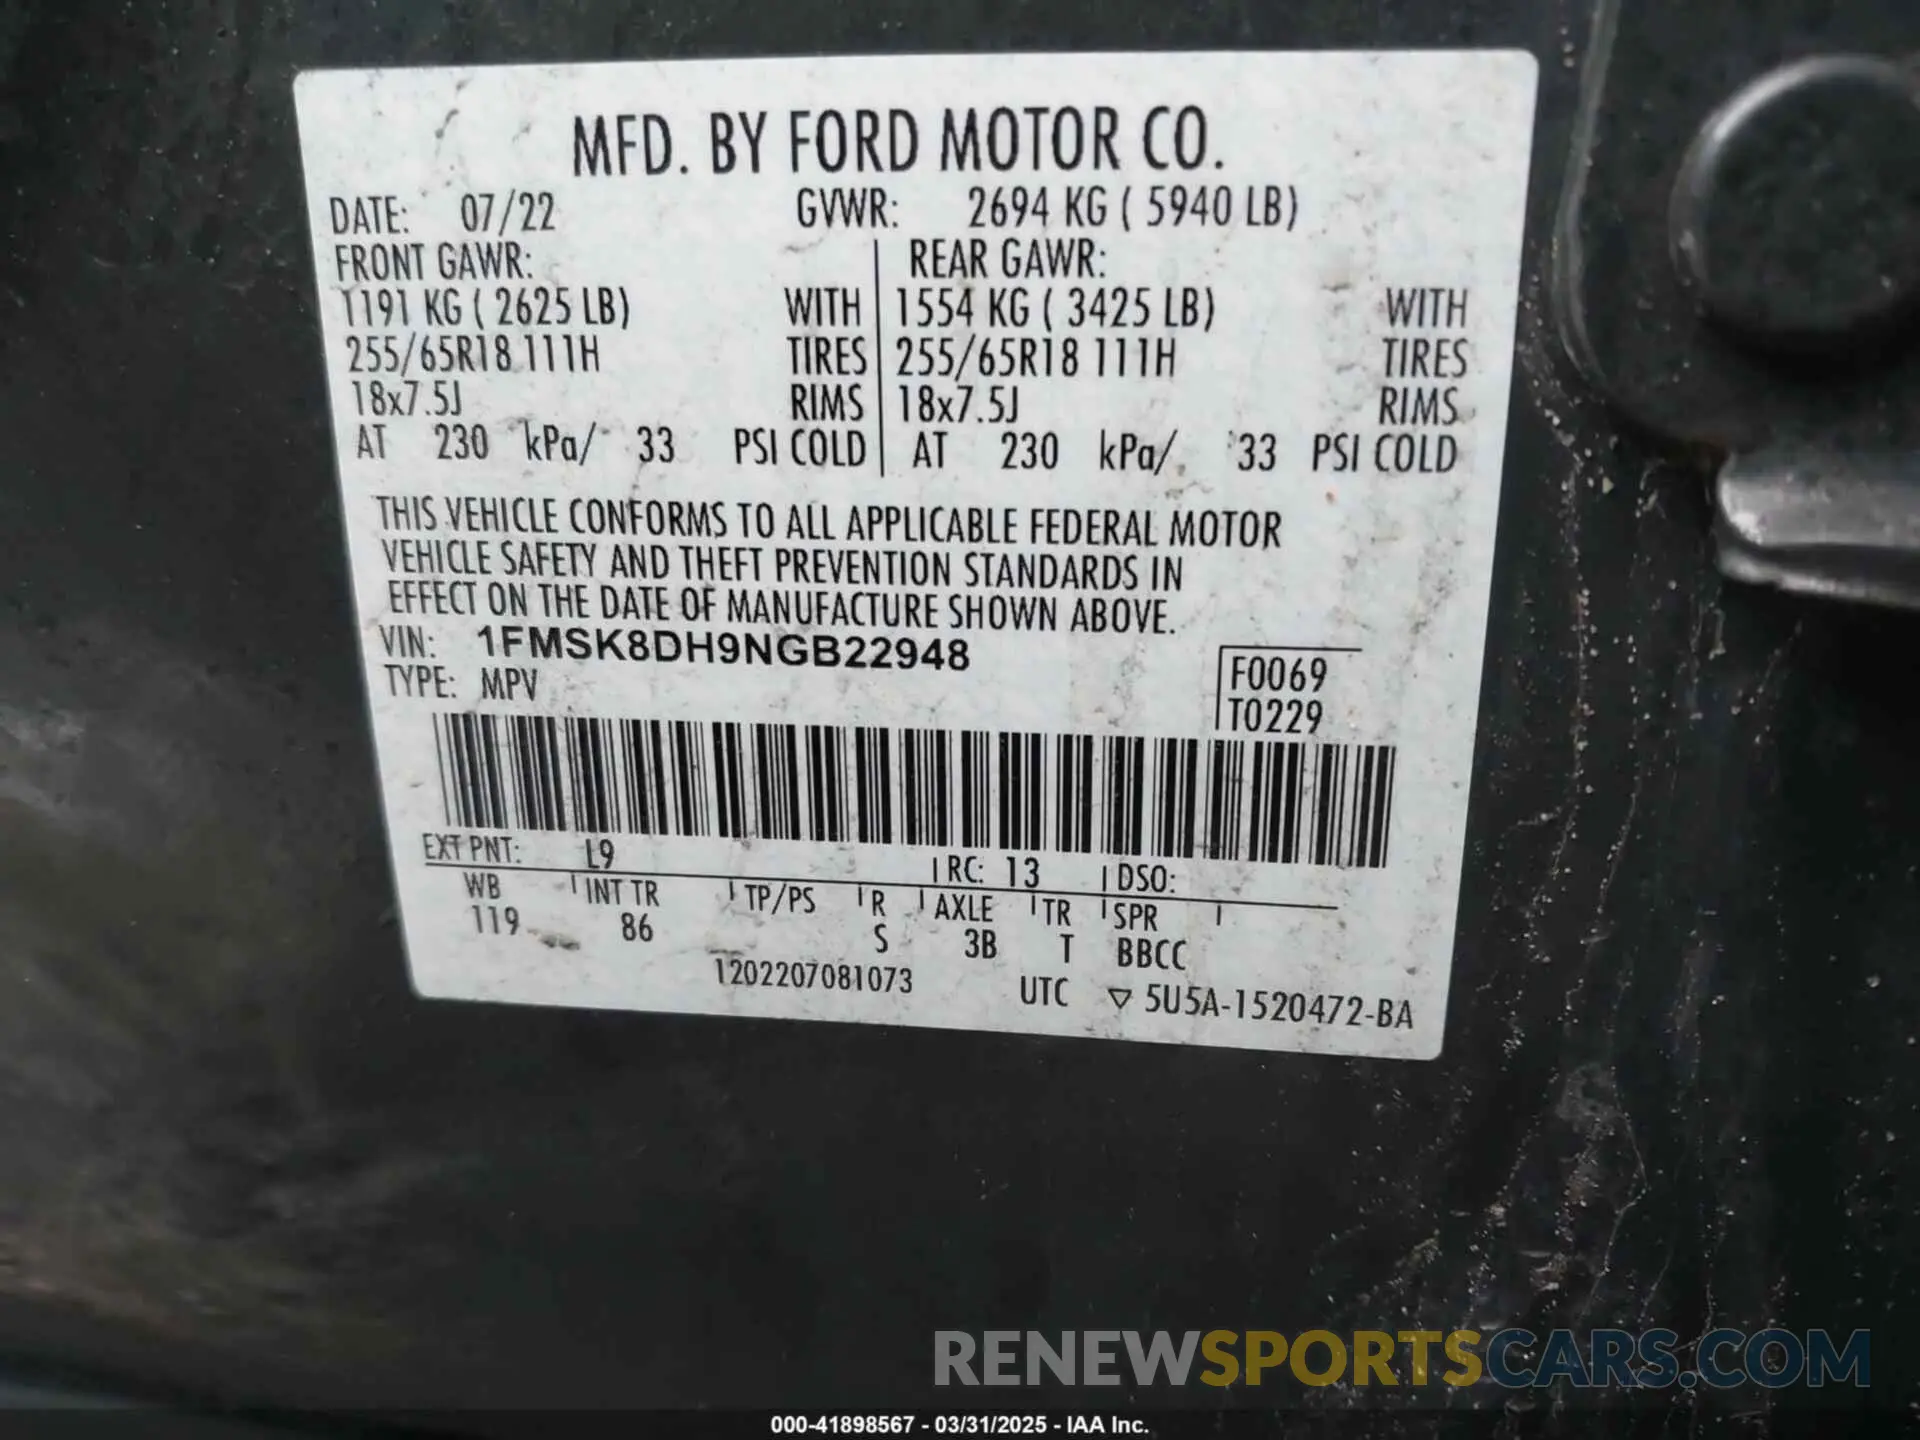 MFD. BY FORD MOTOR CO.
DATE: 07/22 GVWR: 2694 KG ( 5940 LB)
FRONT GAWR: REAR GAWR:
1191 KG ( 2625 LB) WITH 1554 KG ( 3425 LB) WITH
255/65R18 111H TIRES 255/65R18 111H TIRES
18x7.5J RIMS 18x7.5J RIMS
AT 230 kPa/ 33 PSI COLD AT 230 kPa/ 33 PSI COLD
THIS VEHICLE CONFORMS TO ALL APPLICABLE FEDERAL MOTOR
VEHICLE SAFETY AND THEFT PREVENTION STANDARDS IN
EFFECT ON THE DATE OF MANUFACTURE SHOWN ABOVE.
VIN: 1FMSK8DH9NGB22948
TYPE: MPV
F0069
T0229
EXT PNT: L9 RC: 13 DSO:
WB INT TR TP/PS R AXLE TR SPR
119 86 S 3B T BBCC
1202207081073 UTC ▽ 5U5A-1520472-BA
RENEWSPORTSCARS.COM
000-41898567 - 03/31/2025 - IAA Inc.